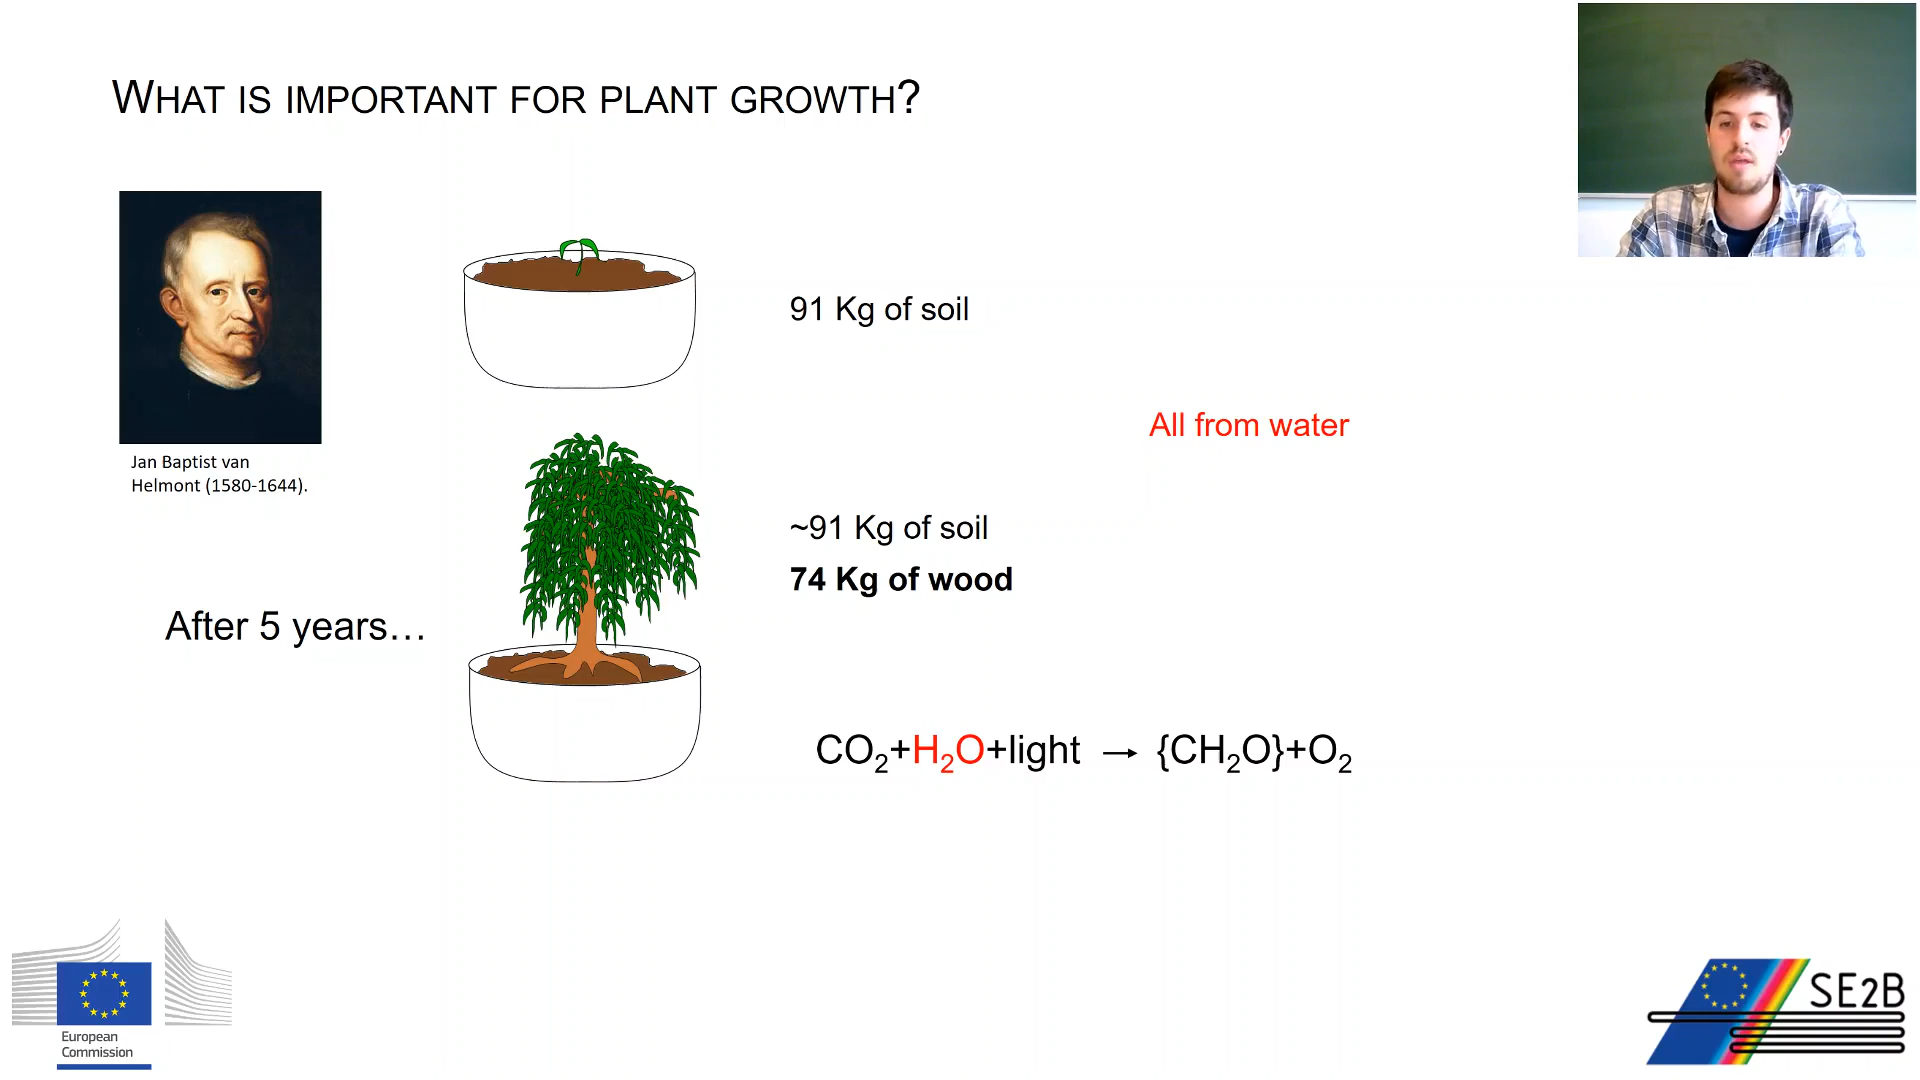 WHAT IS IMPORTANT FOR PLANT GROWTH?
Jan Baptist van
Helmont (1580-1644).
91 Kg of soil
All from water
~91 Kg of soil
74 Kg of wood
After 5 years…
CO₂+H₂O+light → {CH₂O}+O₂
European
Commission
SE2B